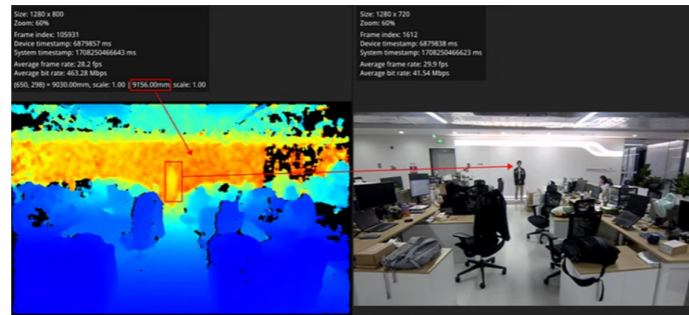 Size: 1280 x 800
Zoom: 60%
Frame index: 105931
Device timestamp: 6879857 ms
System timestamp: 1708250466643 ms
Average frame rate: 28.2 fps
Average bit rate: 463.28 Mbps
(650, 298) = 9030.00mm, scale: 1.00 | 9156.00mm, scale: 1.00
Size: 1280 x 720
Zoom: 60%
Frame index: 1612
Device timestamp: 6879838 ms
System timestamp: 1708250466623 ms
Average frame rate: 29.9 fps
Average bit rate: 41.54 Mbps